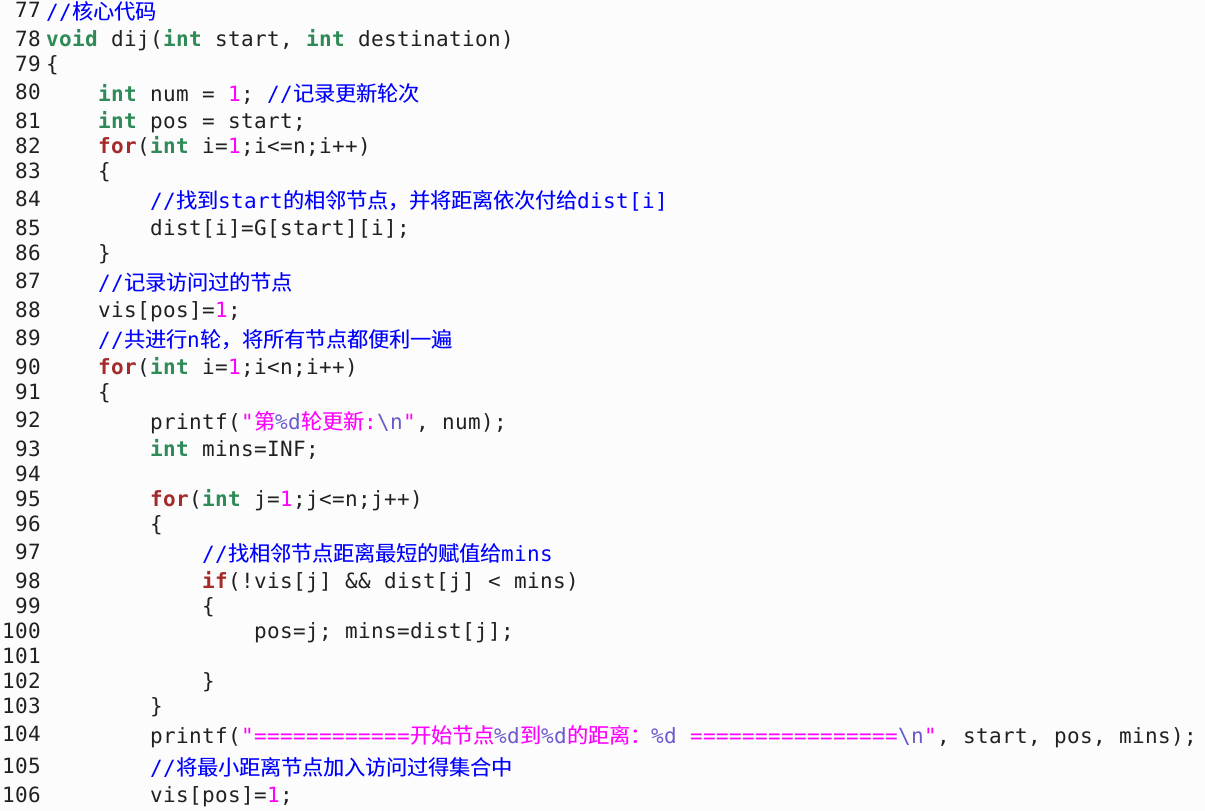 77 //核心代码
78 void dij(int start, int destination)
79 {
80     int num = 1; //记录更新轮次
81     int pos = start;
82     for(int i=1;i<=n;i++)
83     {
84         //找到start的相邻节点，并将距离依次付给dist[i]
85         dist[i]=G[start][i];
86     }
87     //记录访问过的节点
88     vis[pos]=1;
89     //共进行n轮，将所有节点都便利一遍
90     for(int i=1;i<n;i++)
91     {
92         printf("第%d轮更新:\n", num);
93         int mins=INF;
94
95         for(int j=1;j<=n;j++)
96         {
97             //找相邻节点距离最短的赋值给mins
98             if(!vis[j] && dist[j] < mins)
99             {
100                 pos=j; mins=dist[j];
101
102             }
103         }
104         printf("============开始节点%d到%d的距离：%d ================\n", start, pos, mins);
105         //将最小距离节点加入访问过得集合中
106         vis[pos]=1;